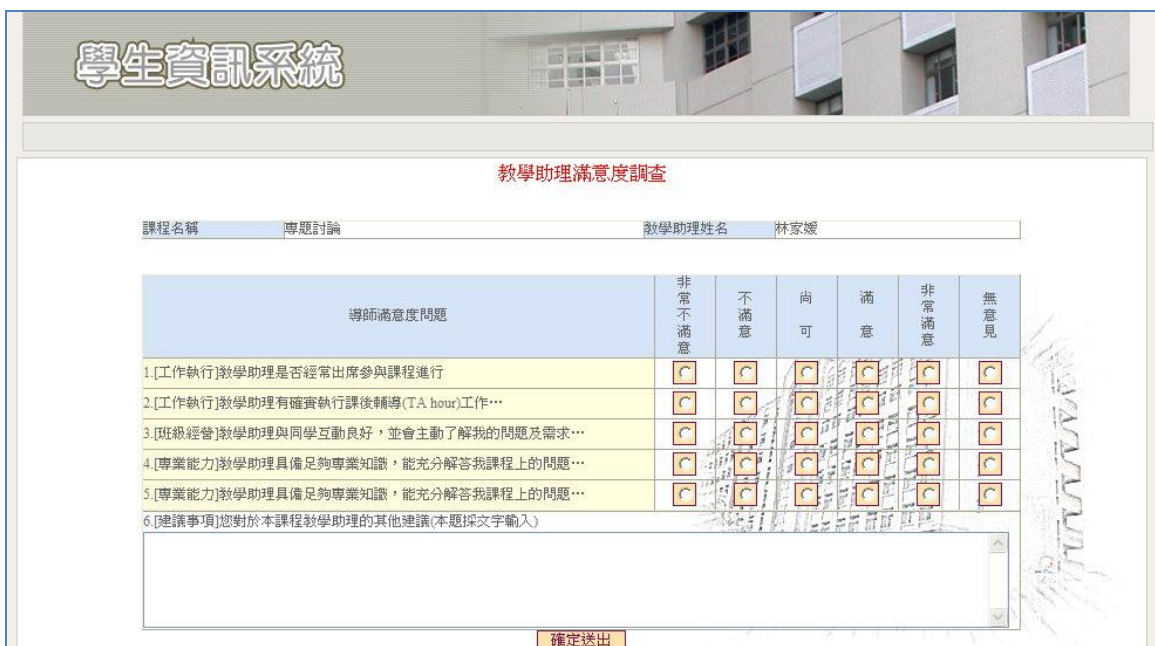 學生資訊系統
教學助理滿意度調查
課程名稱 專題討論 教學助理姓名 林家媛
導師滿意度問題 非常不滿意 不滿意 尚可 滿意 非常滿意 無意見
1.[工作執行]教學助理是否經常出席參與課程進行
2.[工作執行]教學助理有確實執行課後輔導(TA hour)工作…
3.[班級經營]教學助理與同學互動良好，並會主動了解我的問題及需求…
4.[專業能力]教學助理具備足夠專業知識，能充分解答我課程上的問題…
5.[專業能力]教學助理具備足夠專業知識，能充分解答我課程上的問題…
6.[建議事項]您對於本課程教學助理的其他建議(本題採文字輸入)
確定送出